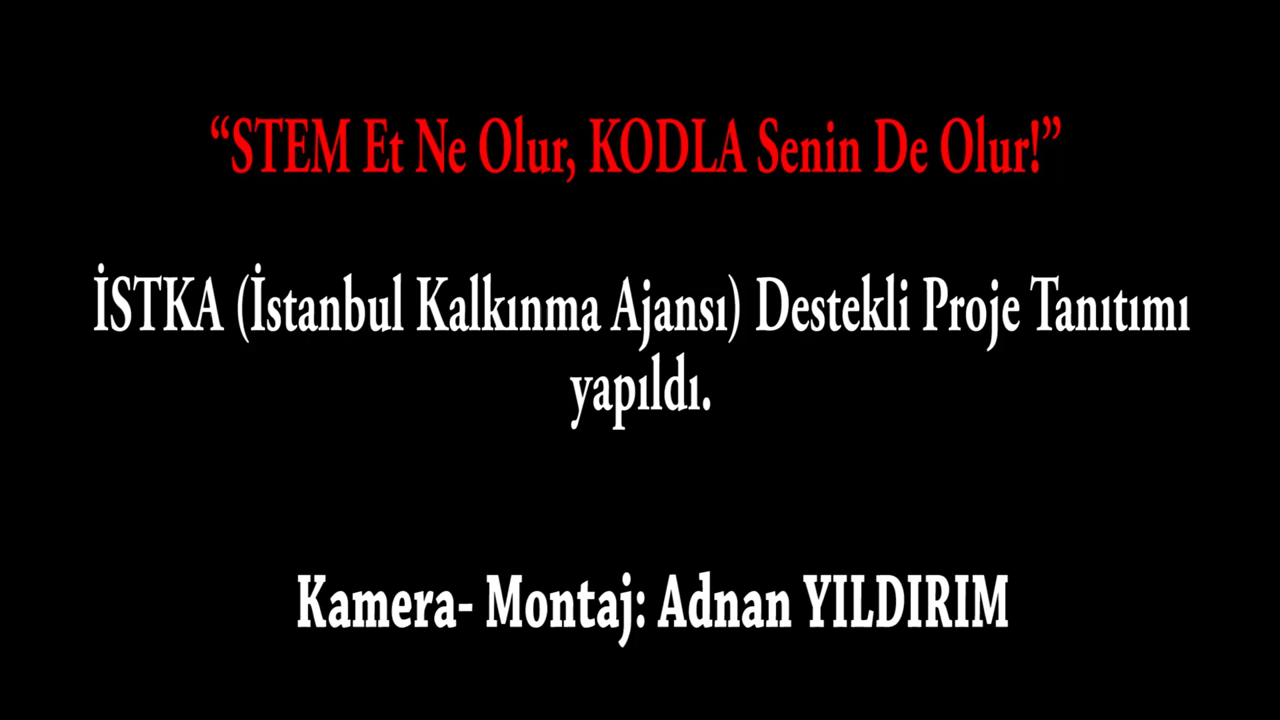 “STEM Et Ne Olur, KODLA Senin De Olur!”
İSTKA (İstanbul Kalkınma Ajansı) Destekli Proje Tanıtımı
yapıldı.
Kamera- Montaj: Adnan YILDIRIM